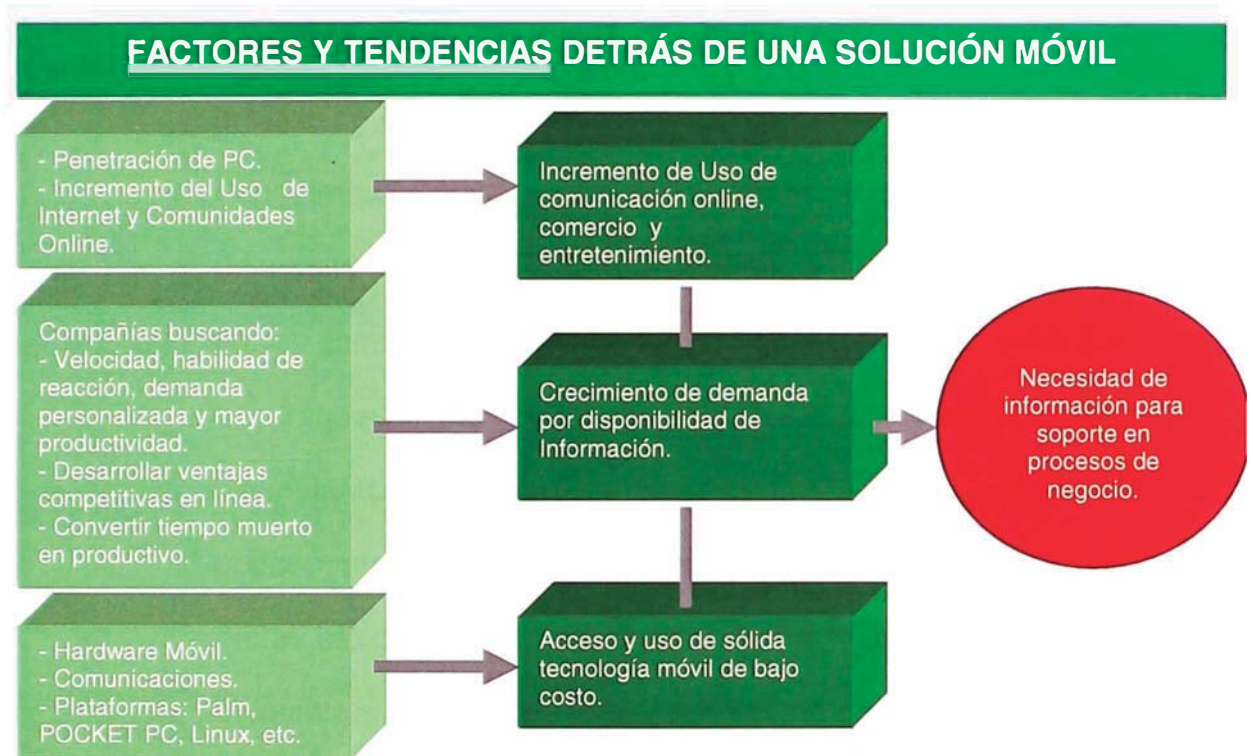 FACTORES Y TENDENCIAS DETRÁS DE UNA SOLUCIÓN MÓVIL
- Penetración de PC.
- Incremento del Uso de
Internet y Comunidades
Online.
Incremento de Uso de
comunicación online,
comercio y
entretenimiento.
Compañías buscando:
- Velocidad, habilidad de
reacción, demanda
personalizada y mayor
productividad.
- Desarrollar ventajas
competitivas en línea.
- Convertir tiempo muerto
en productivo.
Crecimiento de demanda
por disponibilidad de
Información.
Necesidad de
información para
soporte en
procesos de
negocio.
- Hardware Móvil.
- Comunicaciones.
- Plataformas: Palm,
POCKET PC, Linux, etc.
Acceso y uso de sólida
tecnología móvil de bajo
costo.